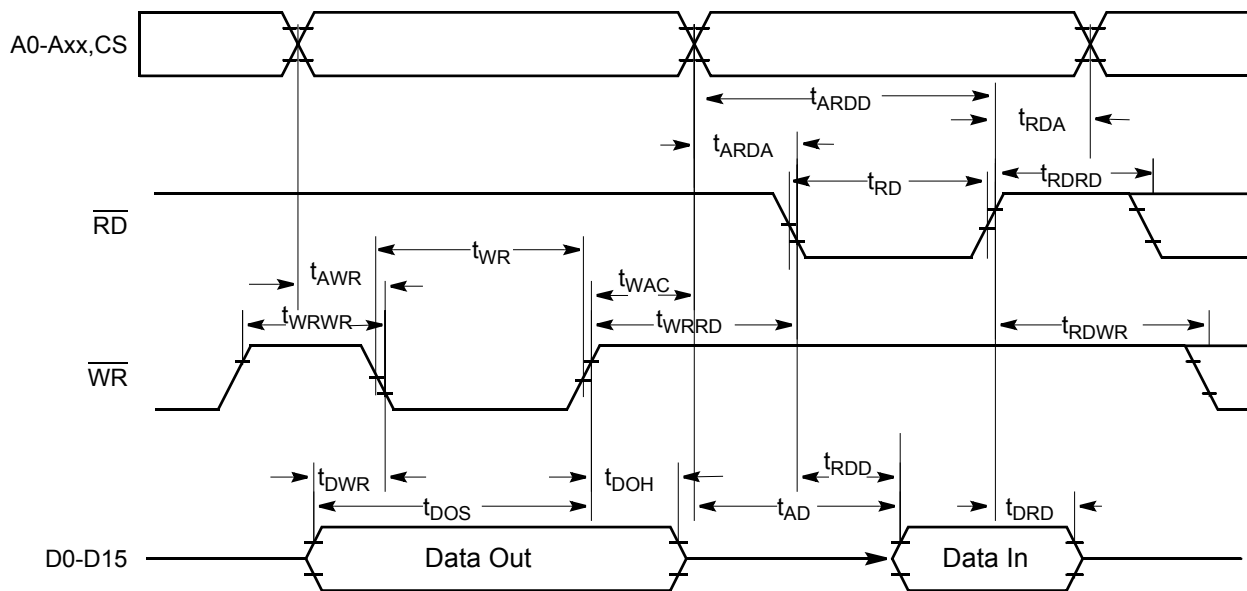 A0-Axx,CS
tARDD
tRDA
tARDA
tRD
tRDRD
RD
tWR
tAWR
tWAC
tWRWR
tWRRD
tRDWR
WR
tRDD
tDWR
tDOH
tDOS
tAD
tDRD
D0-D15
Data Out
Data In